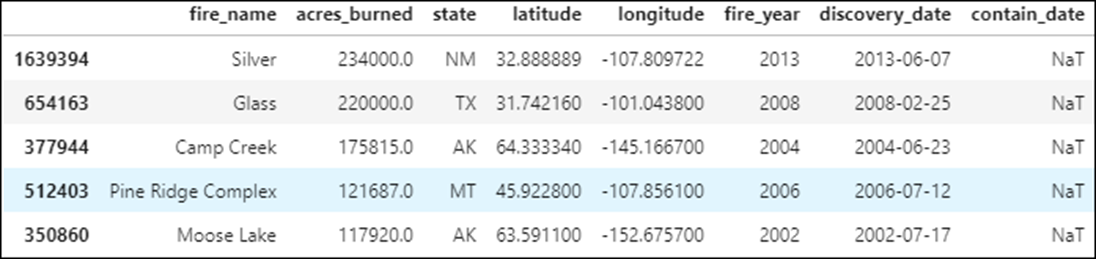 fire_name acres_burned state latitude longitude fire_year discovery_date contain_date
1639394 Silver 234000.0 NM 32.888889 -107.809722 2013 2013-06-07 NaT
654163 Glass 220000.0 TX 31.742160 -101.043800 2008 2008-02-25 NaT
377944 Camp Creek 175815.0 AK 64.333340 -145.166700 2004 2004-06-23 NaT
512403 Pine Ridge Complex 121687.0 MT 45.922800 -107.856100 2006 2006-07-12 NaT
350860 Moose Lake 117920.0 AK 63.591100 -152.675700 2002 2002-07-17 NaT